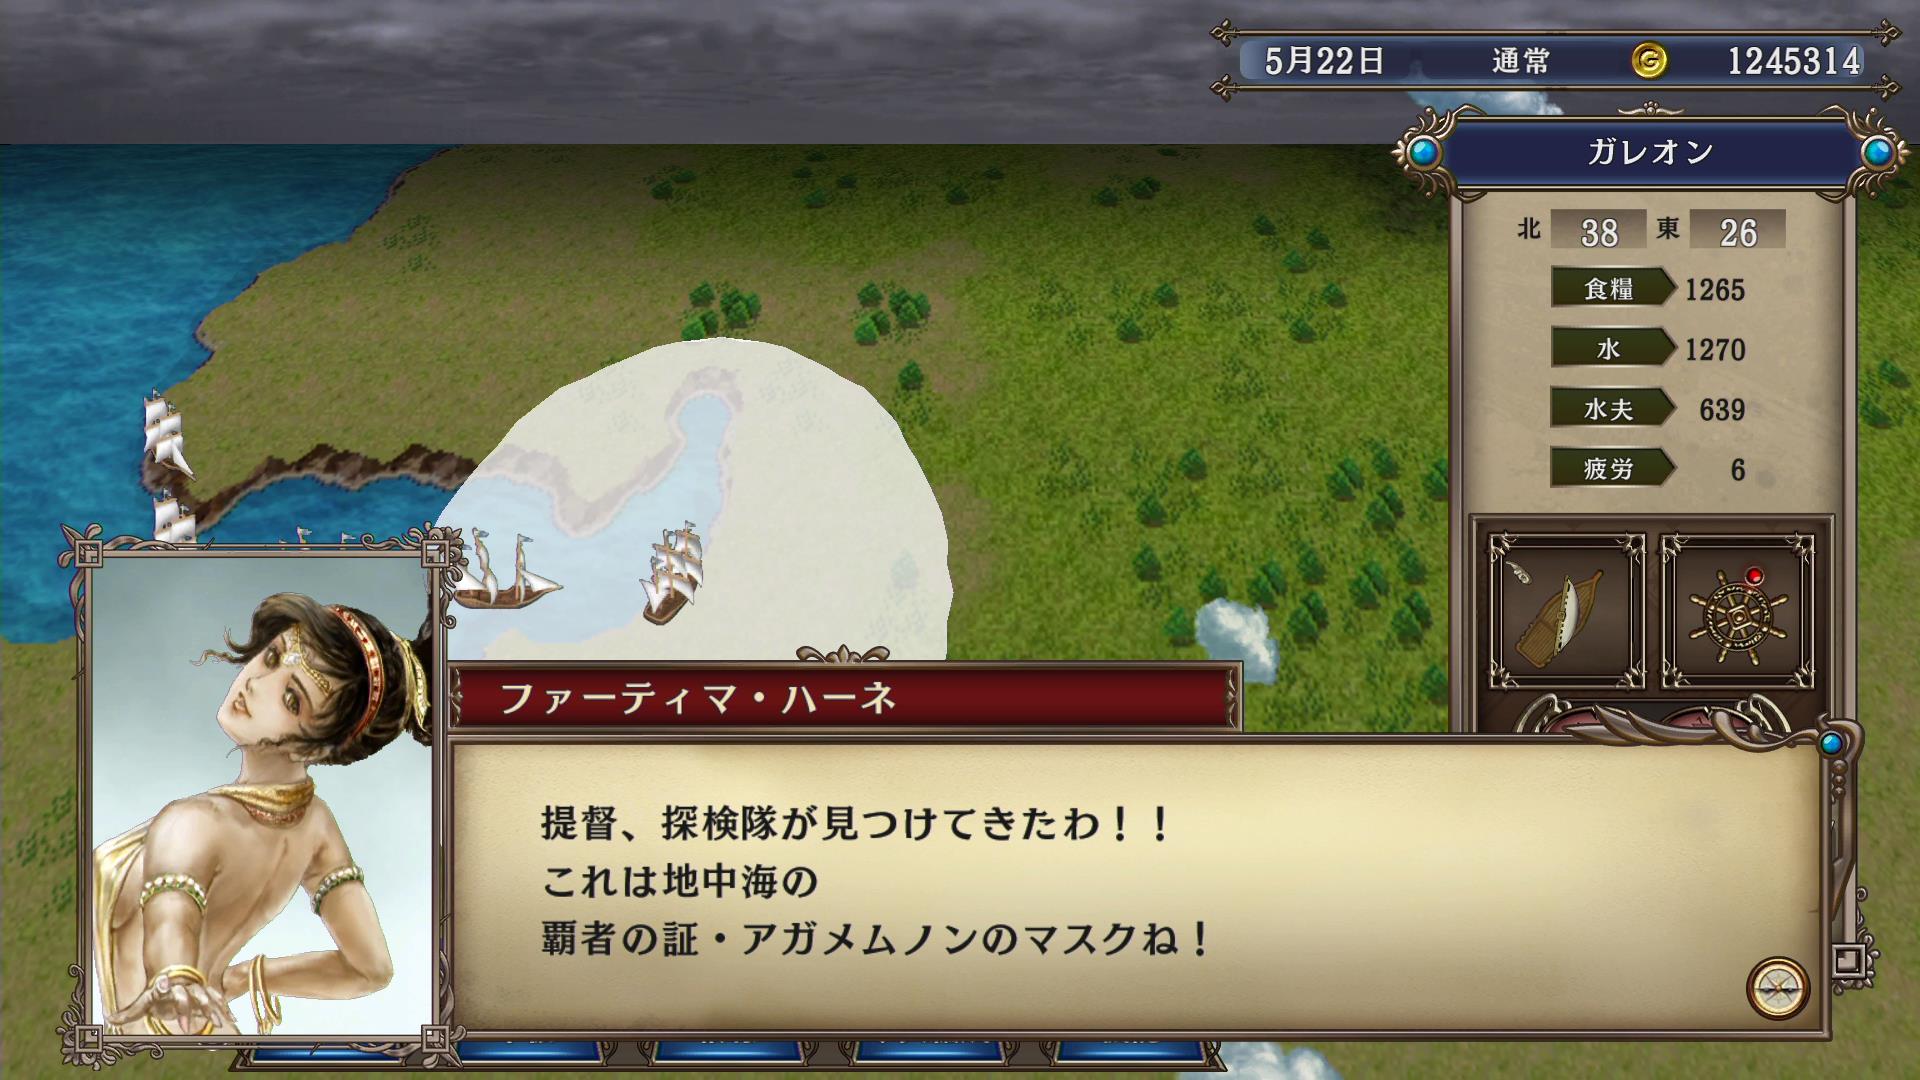 5月22日 通常 1245314
ガレオン
北 38 東 26
食糧 1265
水 1270
水夫 639
疲労 6
ファーティマ・ハーネ
提督、探検隊が見つけてきたわ！！
これは地中海の
覇者の証・アガメムノンのマスクね！